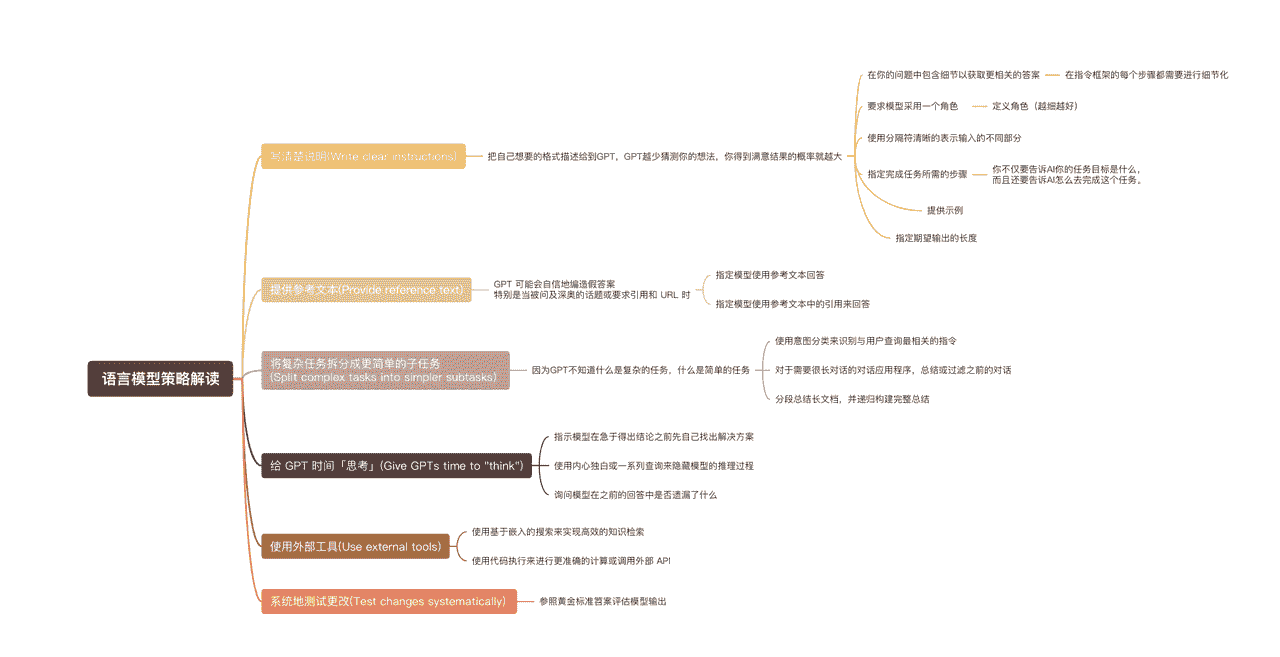 语言模型策略解读
写清楚说明(Write clear instructions)
把自己想要的格式描述给到GPT，GPT越少猜测你的想法，你得到满意结果的概率就越大
在你的问题中包含细节以获取更相关的答案
在指令框架的每个步骤都需要进行细节化
要求模型采用一个角色
定义角色（越细越好）
使用分隔符清晰的表示输入的不同部分
指定完成任务所需的步骤
你不仅要告诉AI你的任务目标是什么，
而且还要告诉AI怎么去完成这个任务。
提供示例
指定期望输出的长度
提供参考文本(Provide reference text)
GPT 可能会自信地编造假答案
特别是当被问及深奥的话题或要求引用和 URL 时
指定模型使用参考文本回答
指定模型使用参考文本中的引用来回答
将复杂任务拆分成更简单的子任务
(Split complex tasks into simpler subtasks)
因为GPT不知道什么是复杂的任务，什么是简单的任务
使用意图分类来识别与用户查询最相关的指令
对于需要很长对话的对话应用程序，总结或过滤之前的对话
分段总结长文档，并递归构建完整总结
给 GPT 时间「思考」(Give GPTs time to "think")
指示模型在急于得出结论之前先自己找出解决方案
使用内心独白或一系列查询来隐藏模型的推理过程
询问模型在之前的回答中是否遗漏了什么
使用外部工具(Use external tools)
使用基于嵌入的搜索来实现高效的知识检索
使用代码执行来进行更准确的计算或调用外部 API
系统地测试更改(Test changes systematically)
参照黄金标准答案评估模型输出